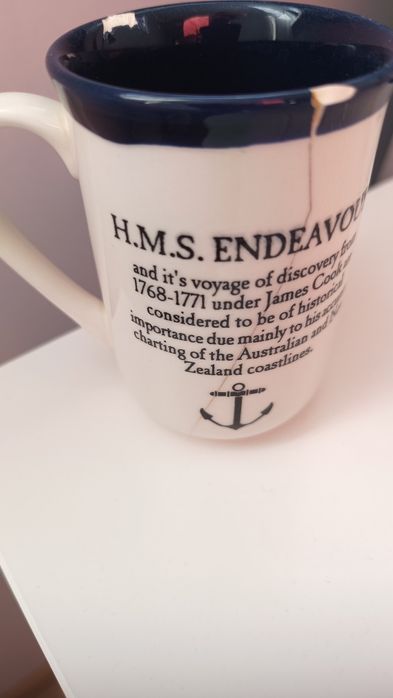 H.M.S. ENDEAVOU
and it's voyage of discovery from
1768-1771 under James Cook
considered to be of historical
importance due mainly to his
charting of the Australian and
Zealand coastlines.